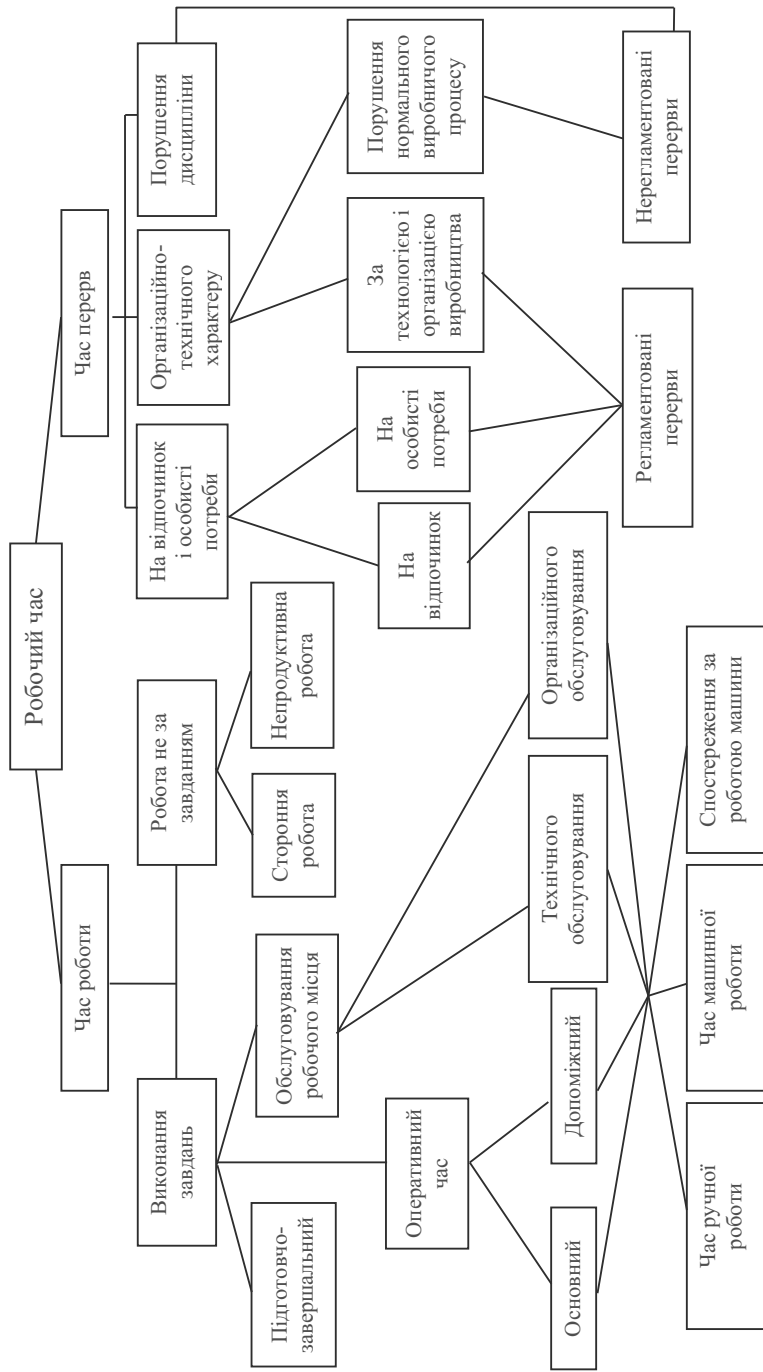 Робочий час
Час роботи
Час перерв
Виконання
завдань
Робота не за
завданням
На відпочинок
і особисті
потреби
Організаційно-
технічного
характеру
Порушення
дисципліни
Підготовчо-
завершальний
Обслуговування
робочого місця
Стороння
робота
Непродуктивна
робота
Оперативний
час
На
відпочинок
На
особисті
потреби
За
технологією і
організацією
виробництва
Порушення
нормального
виробничого
процесу
Основний
Допоміжний
Технічного
обслуговування
Організаційного
обслуговування
Регламентовані
перерви
Нерегламентовані
перерви
Час ручної
роботи
Час машинної
роботи
Спостереження за
роботою машини